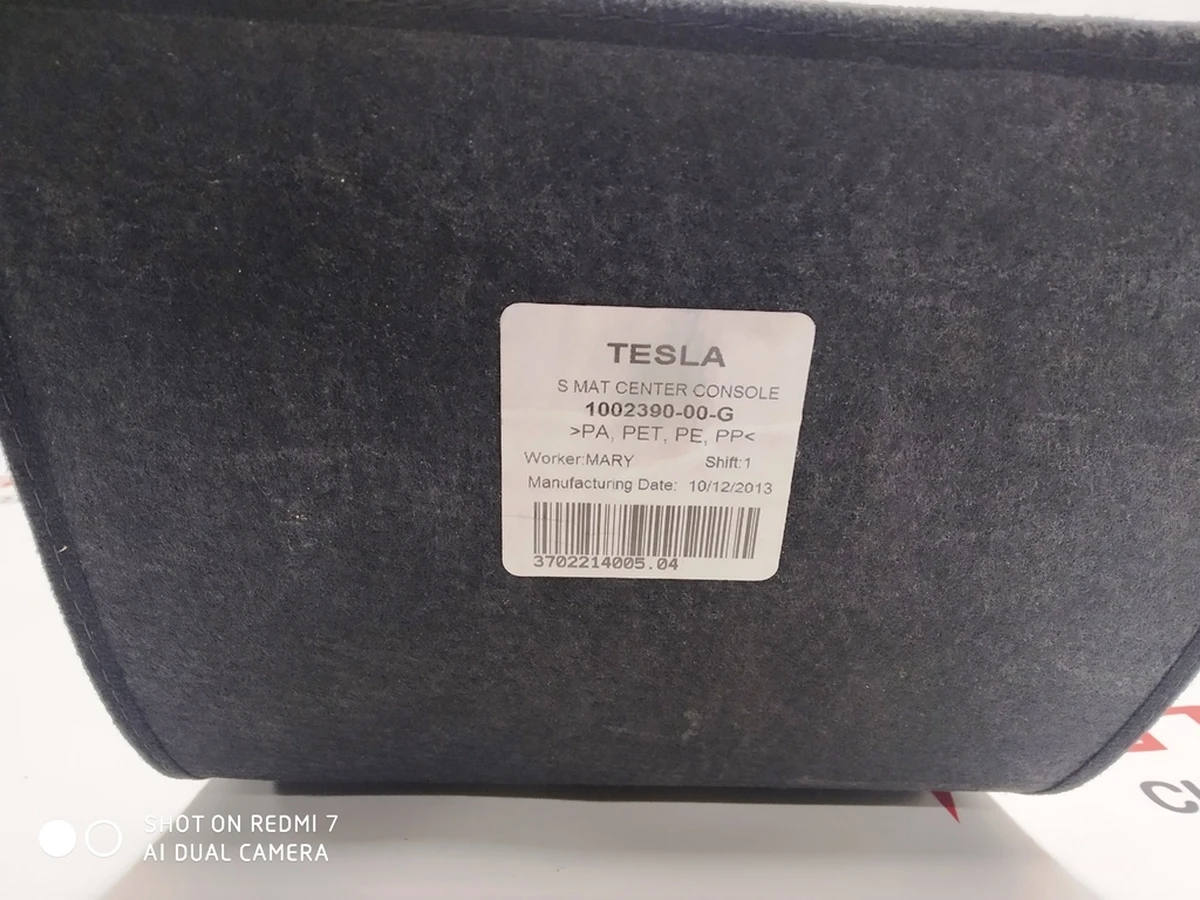 TESLA
S MAT CENTER CONSOLE
1002390-00-G
>PA, PET, PE, PP<
Worker:MARY Shift:1
Manufacturing Date: 10/12/2013
3702214005.04
SHOT ON REDMI 7
AI DUAL CAMERA